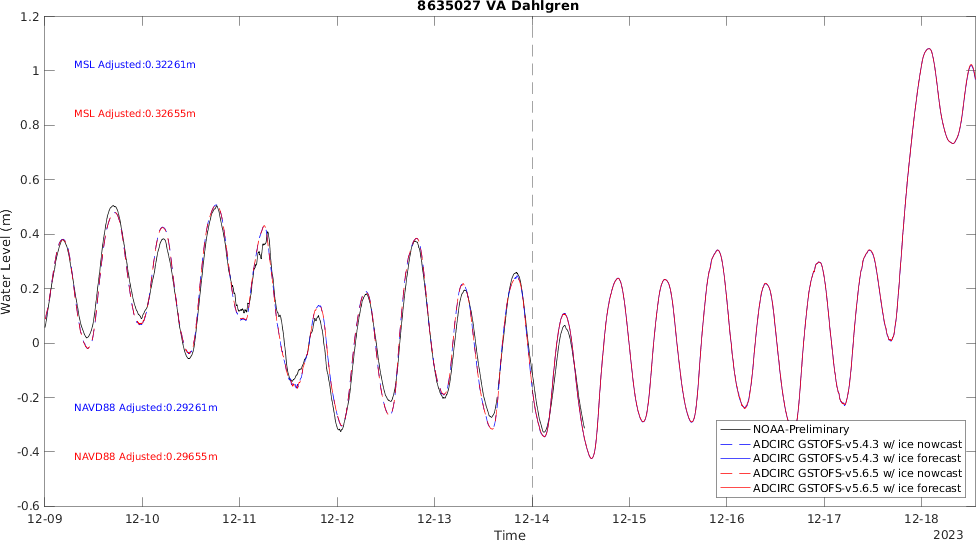 8635027 VA Dahlgren
1.2
1
0.8
0.6
0.4
0.2
0
-0.2
-0.4
-0.6
Water Level (m)
MSL Adjusted:0.32261m
MSL Adjusted:0.32655m
NAVD88 Adjusted:0.29261m
NAVD88 Adjusted:0.29655m
NOAA-Preliminary
ADCIRC GSTOFS-v5.4.3 w/ ice nowcast
ADCIRC GSTOFS-v5.4.3 w/ ice forecast
ADCIRC GSTOFS-v5.6.5 w/ ice nowcast
ADCIRC GSTOFS-v5.6.5 w/ ice forecast
12-09 12-10 12-11 12-12 12-13 12-14 12-15 12-16 12-17 12-18
Time
2023